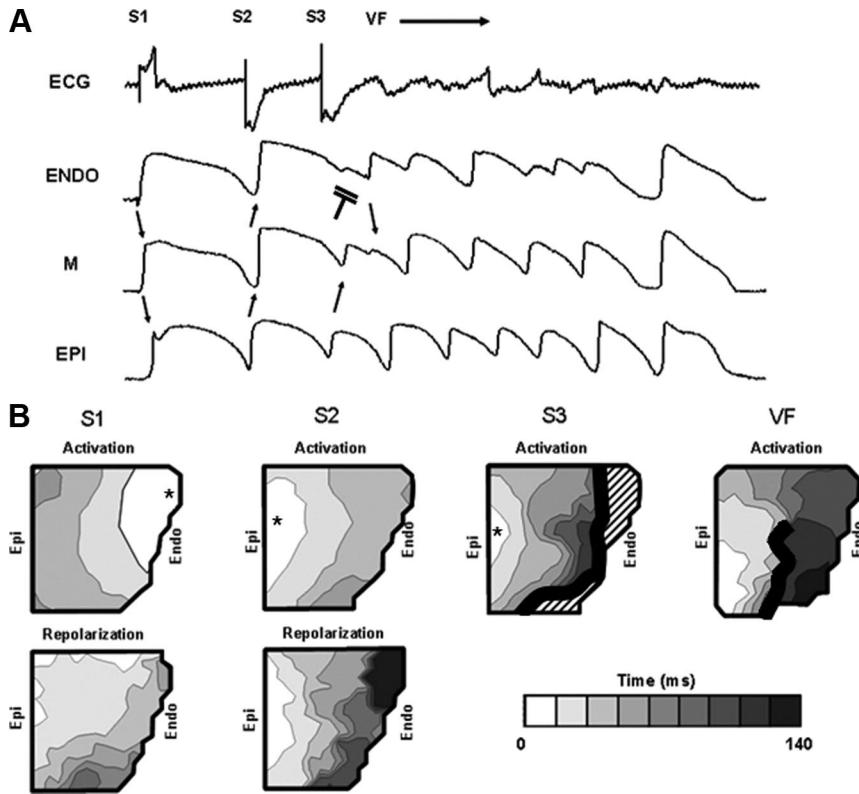 A
S1 S2 S3 VF
ECG
ENDO
M
EPI
B
S1 S2 S3 VF
Activation Activation Activation Activation
* * *
Epi Endo Epi Endo Epi Endo Epi Endo
Repolarization Repolarization
Epi Endo Epi Endo
Time (ms)
0 140